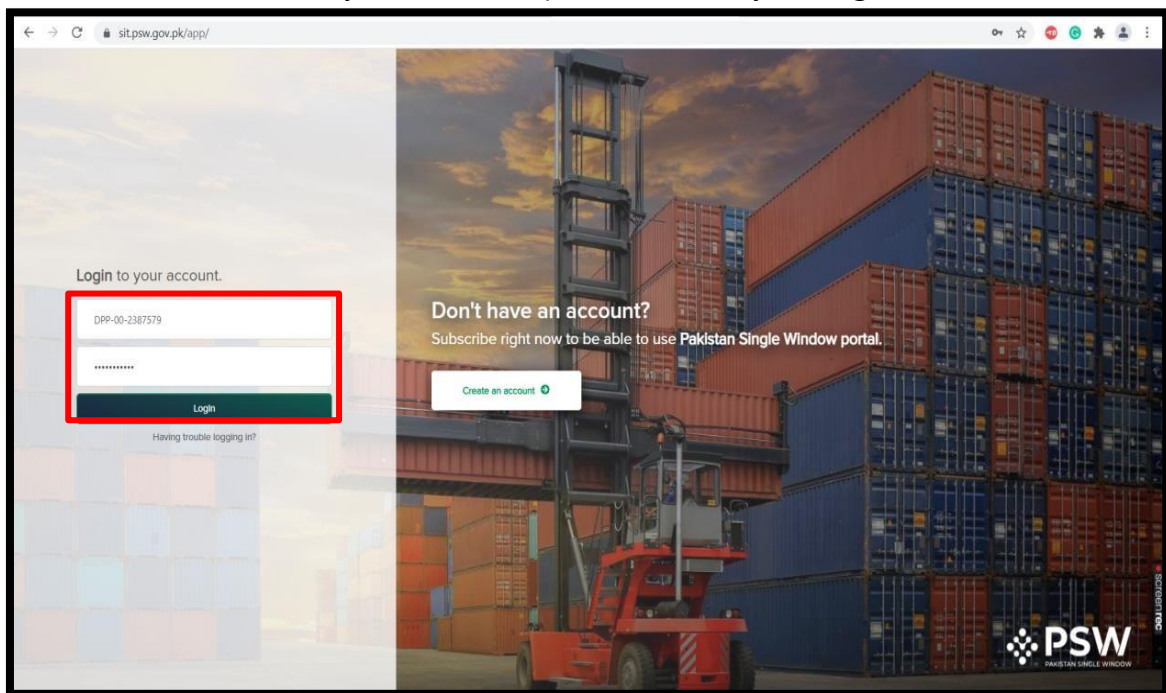 sit.psw.gov.pk/app/
Login to your account.
DPP-00-2387579
•••••••••••
Login
Having trouble logging in?
Don't have an account?
Subscribe right now to be able to use Pakistan Single Window portal.
Create an account
PSW
PAKISTAN SINGLE WINDOW
screenrec